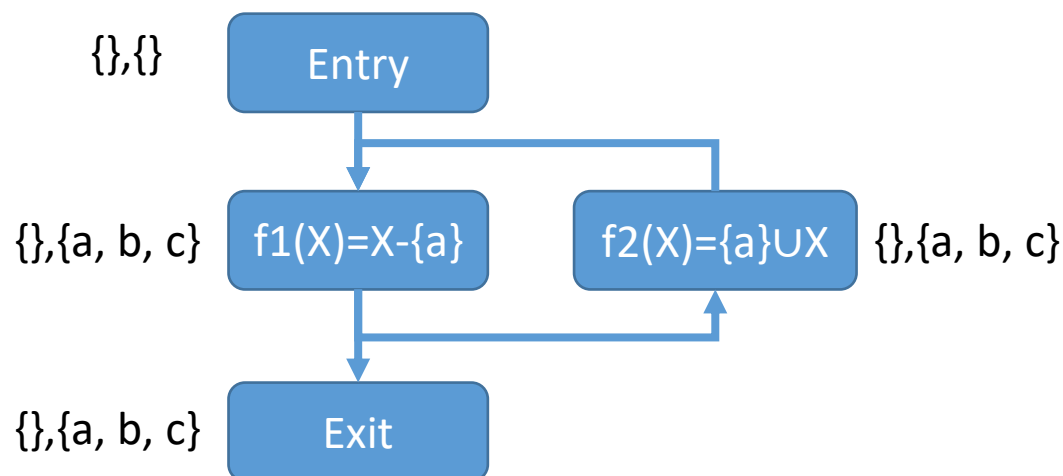 {},{}
Entry
{},{a, b, c}
f1(X)=X-{a}
f2(X)={a}∪X
{},{a, b, c}
{},{a, b, c}
Exit